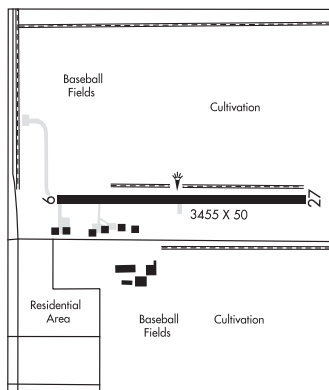 Baseball
Fields
Cultivation
9
27
3455 X 50
Residential
Area
Baseball
Fields
Cultivation